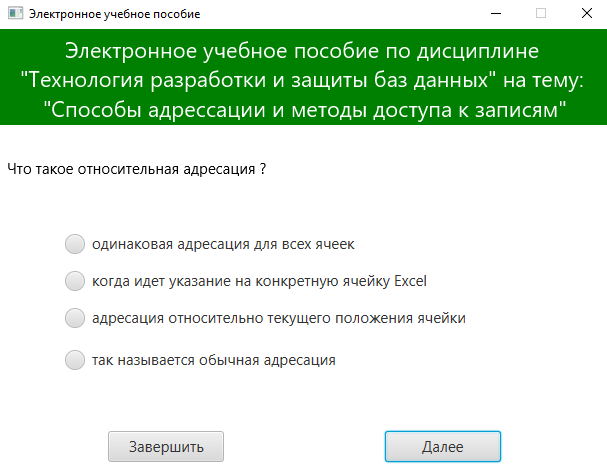 Электронное учебное пособие
Электронное учебное пособие по дисциплине
"Технология разработки и защиты баз данных" на тему:
"Способы адрессации и методы доступа к записям"
Что такое относительная адресация ?
одинаковая адресация для всех ячеек
когда идет указание на конкретную ячейку Excel
адресация относительно текущего положения ячейки
так называется обычная адресация
Завершить
Далее